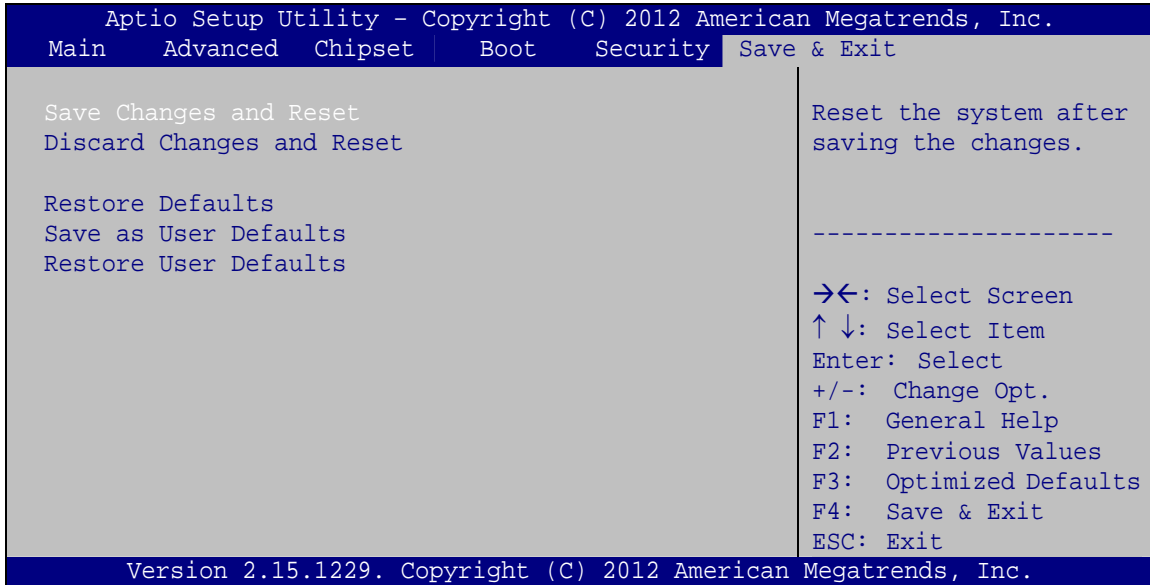 Aptio Setup Utility – Copyright (C) 2012 American Megatrends, Inc.
Main Advanced Chipset Boot Security Save & Exit
Save Changes and Reset
Discard Changes and Reset
Restore Defaults
Save as User Defaults
Restore User Defaults
Reset the system after
saving the changes.
---------------------
→←: Select Screen
↑ ↓: Select Item
Enter: Select
+/-: Change Opt.
F1: General Help
F2: Previous Values
F3: Optimized Defaults
F4: Save & Exit
ESC: Exit
Version 2.15.1229. Copyright (C) 2012 American Megatrends, Inc.